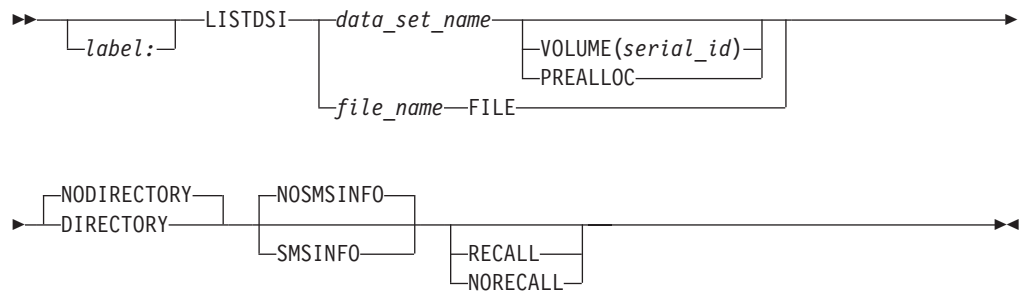 LISTDSI data_set_name
label: VOLUME(serial_id)
PREALLOC
file_name FILE
NODIRECTORY NOSMSINFO
DIRECTORY
SMSINFO RECALL
NORECALL